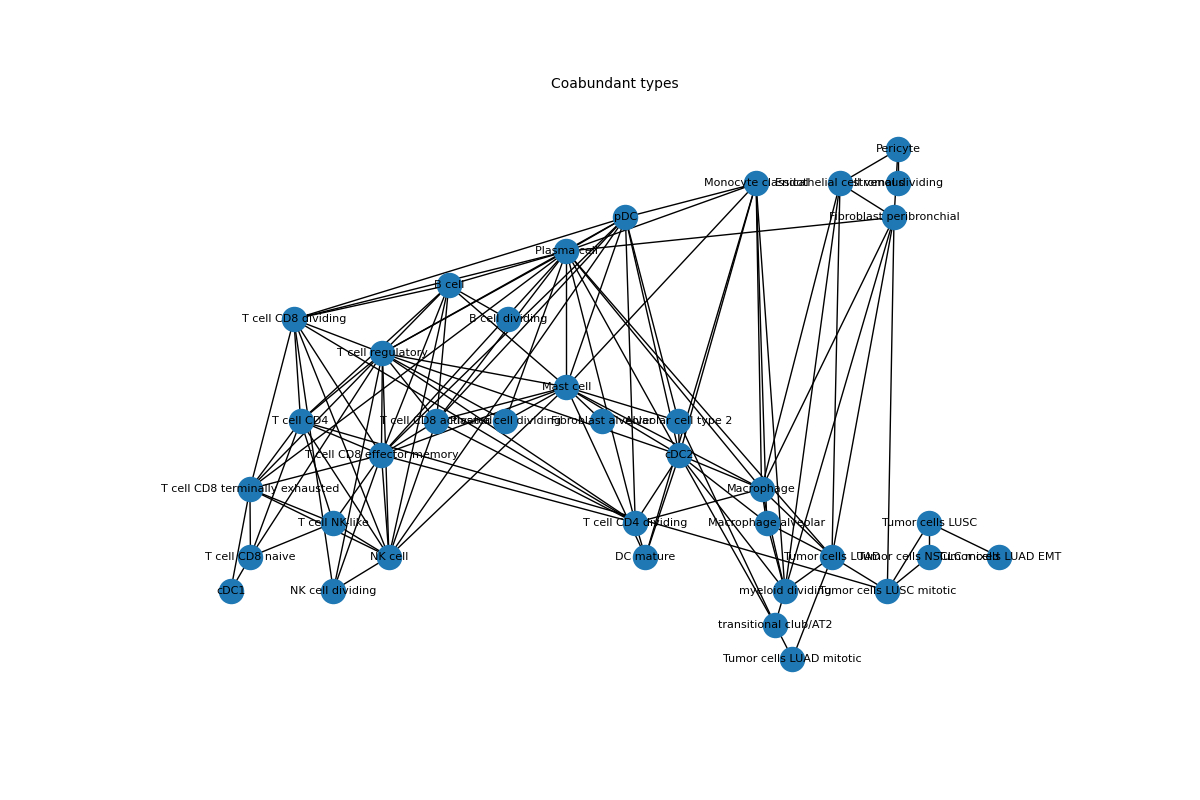 Coabundant types
Pericyte
Monocyte classical
Endothelial cell venous
stromal dividing
pDC
Fibroblast peribronchial
Plasma cell
B cell
T cell CD8 dividing
B cell dividing
T cell regulatory
Mast cell
T cell CD4
T cell CD8 activated
Plasma cell dividing
Fibroblast alveolar
Alveolar cell type 2
T cell CD8 effector memory
cDC2
T cell CD8 terminally exhausted
Macrophage
T cell NK-like
T cell CD4 dividing
Macrophage alveolar
Tumor cells LUSC
T cell CD8 naive
NK cell
DC mature
Tumor cells LUAD
Tumor cells NSCLC mixed
Tumor cells LUAD EMT
cDC1
NK cell dividing
myeloid dividing
Tumor cells LUSC mitotic
transitional club/AT2
Tumor cells LUAD mitotic